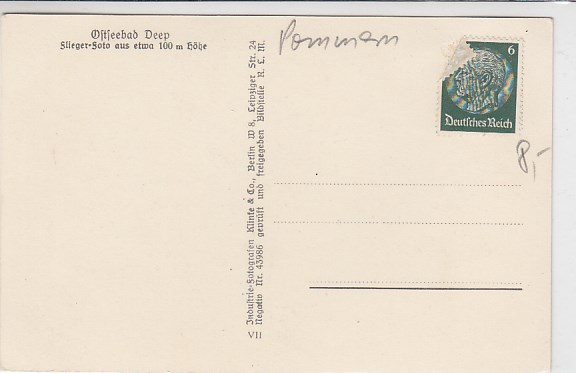 Ostseebad Deep
Flieger-Foto aus etwa 100 m Höhe
Pommern
6
Deutsches Reich
8,-
Industrie-Fotografen Klinke & Co., Berlin W 8, Leipziger Str. 24
VII Negativ Nr. 43986 geprüft und freigegeben Bildstelle R. L. M.